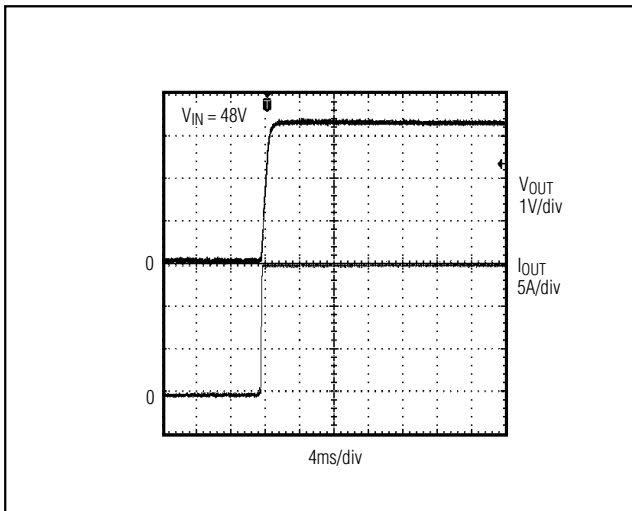 T
V_IN = 48V
V_OUT
1V/div
0
I_OUT
5A/div
0
4ms/div